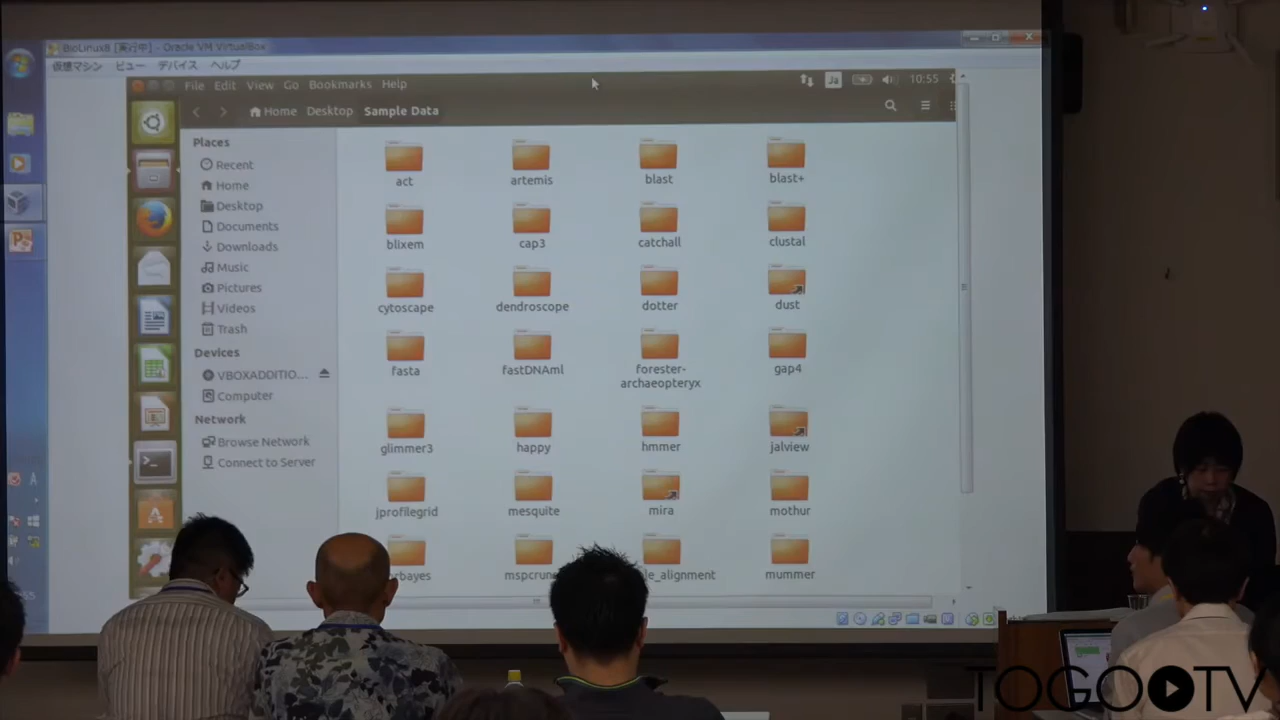 BioLinux8 [実行中] - Oracle VM VirtualBox
仮想マシン ビュー デバイス ヘルプ
File Edit View Go Bookmarks Help
Ja
10:55
Home Desktop Sample Data
Places
Recent
Home
Desktop
Documents
Downloads
Music
Pictures
Videos
Trash
Devices
VBOXADDITIO...
Computer
Network
Browse Network
Connect to Server
act artemis blast blast+
blixem cap3 catchall clustal
cytoscape dendroscope dotter dust
fasta fastDNAml forester-archaeopteryx gap4
glimmer3 happy hmmer jalview
jprofilegrid mesquite mira mothur
mummer
TOGOTV